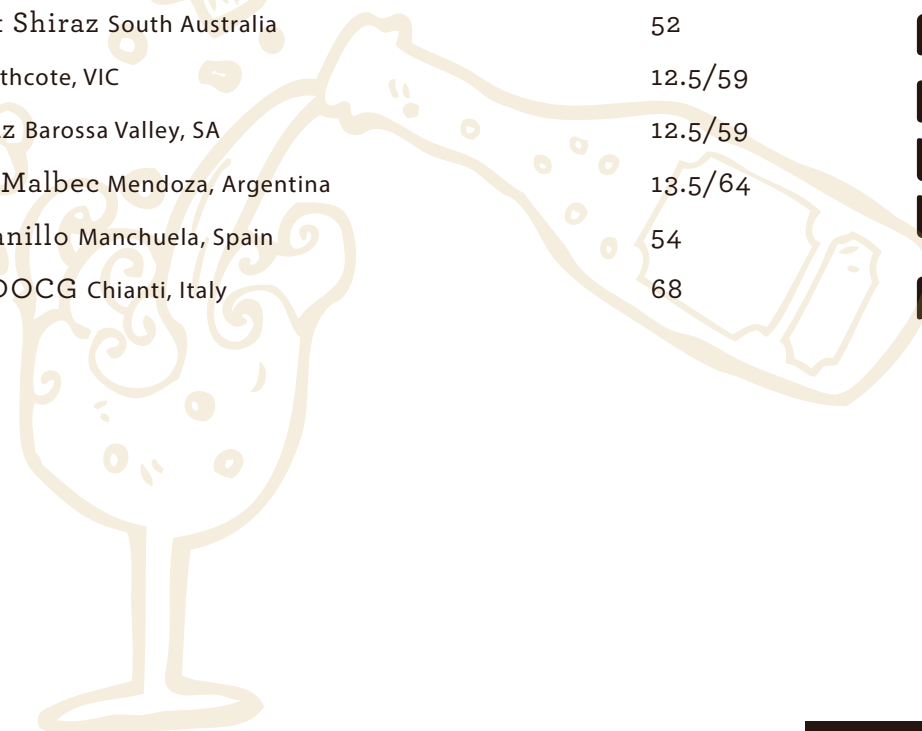 Shiraz South Australia 52
thcote, VIC 12.5/59
z Barossa Valley, SA 12.5/59
Malbec Mendoza, Argentina 13.5/64
nillo Manchuela, Spain 54
DOCG Chianti, Italy 68